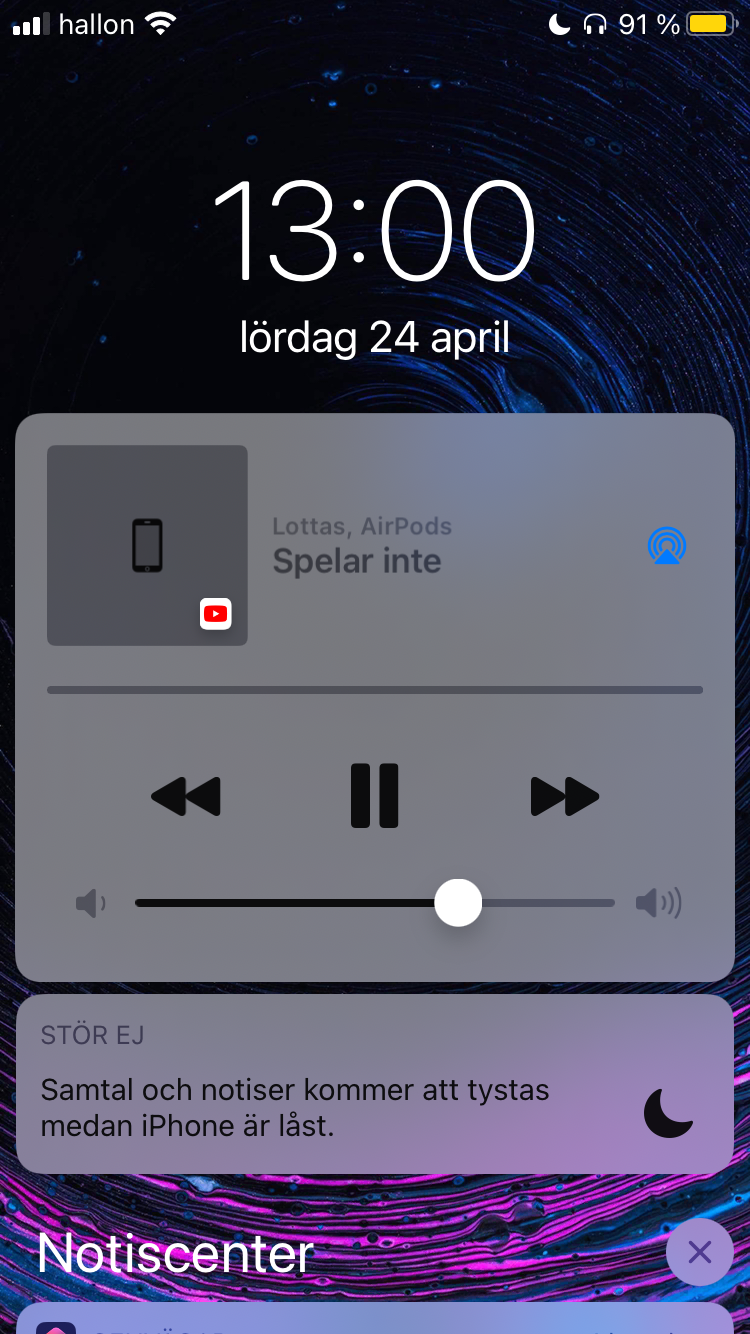 hallon 91 %
13:00
lördag 24 april
Lottas, AirPods
Spelar inte
STÖR EJ
Samtal och notiser kommer att tystas
medan iPhone är låst.
Notiscenter